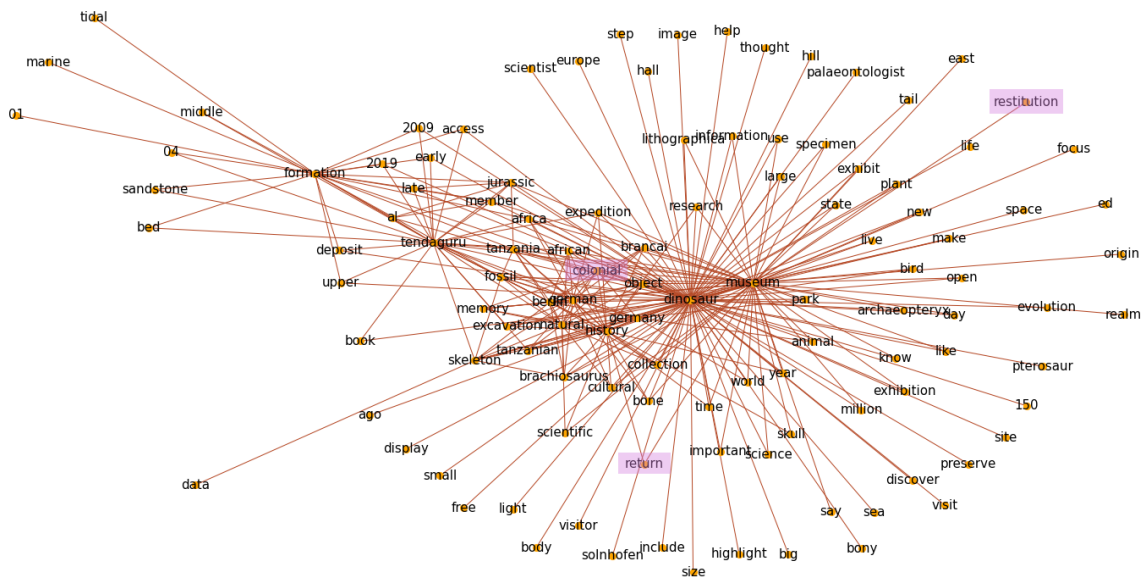 tidal
marine
01
middle
04
sandstone
bed
formation
2009
access
2019
early
late
jurassic
member
al
africa
expedition
tendaguru
tanzania
african
brancai
deposit
upper
fossil
colonial
object
berlin
german
memory
excavation
natural
germany
history
book
skeleton
tanzanian
collection
brachiosaurus
cultural
bone
ago
display
scientific
small
data
free
light
return
visitor
body
solnhofen
include
size
highlight
big
bony
say
sea
visit
discover
preserve
science
important
skull
time
world
year
million
site
exhibition
150
pterosaur
know
like
animal
realm
archaeopteryx
day
evolution
park
dinosaur
museum
open
bird
origin
live
make
new
space
ed
state
plant
large
exhibit
research
life
focus
specimen
use
information
lithographica
restitution
tail
east
palaeontologist
hill
thought
help
image
step
hall
europe
scientist